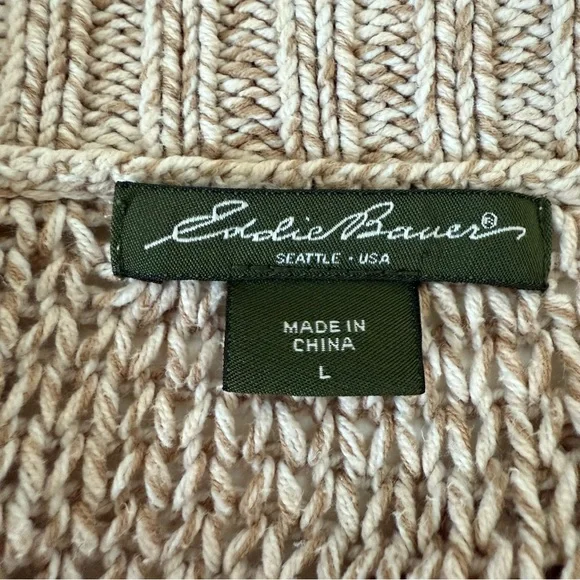 Eddie Bauer®
SEATTLE · USA
MADE IN
CHINA
L